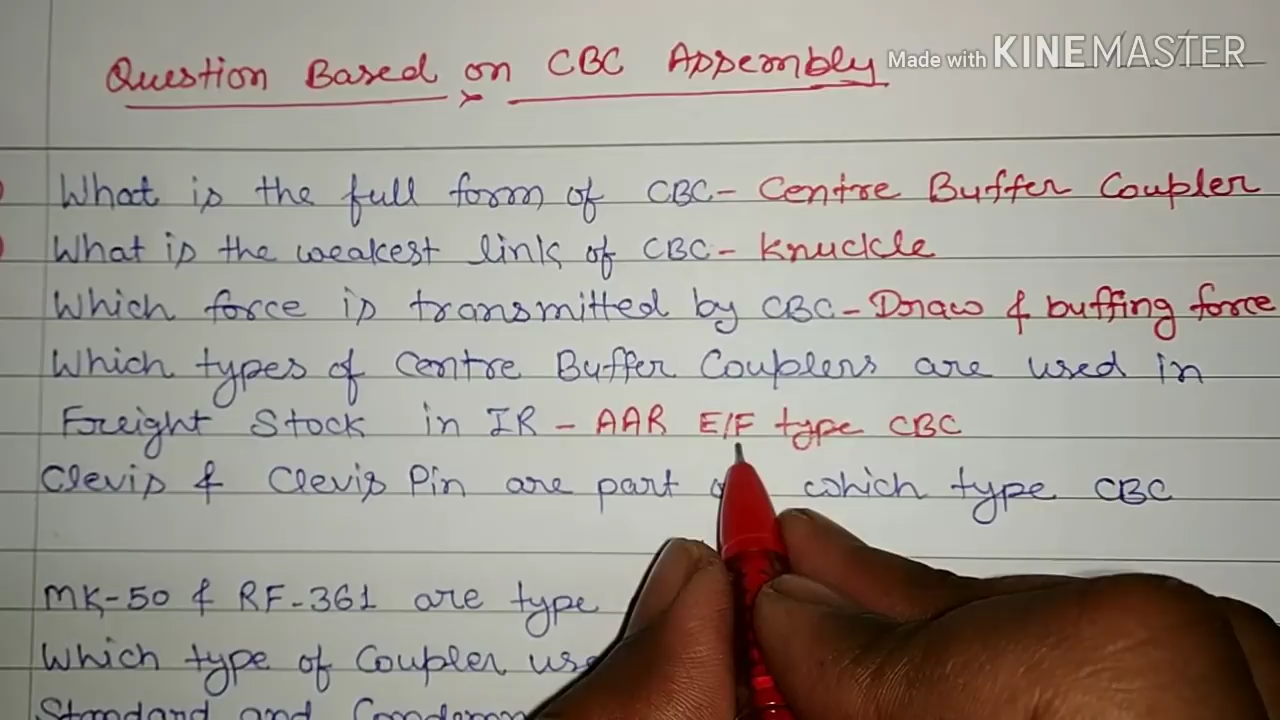 Question Based on CBC Assembly
Made with KINEMASTER
What is the full form of CBC- Centre Buffer Coupler
What is the weakest link of CBC- Knuckle
Which force is transmitted by CBC- Draw & buffing force
Which types of Centre Buffer Couplers are used in
Freight Stock in IR - AAR E/F type CBC
Clevis & Clevis Pin are part which type CBC
MK-50 & RF-361 are type
Which type of Coupler
Standard and